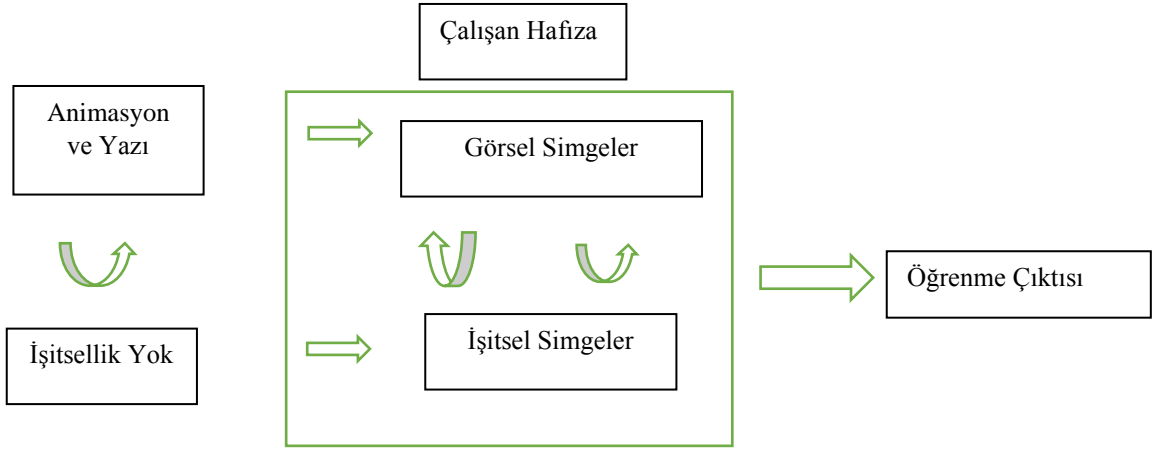 Çalışan Hafıza
Animasyon
ve Yazı
Görsel Simgeler
Öğrenme Çıktısı
İşitsellik Yok
İşitsel Simgeler